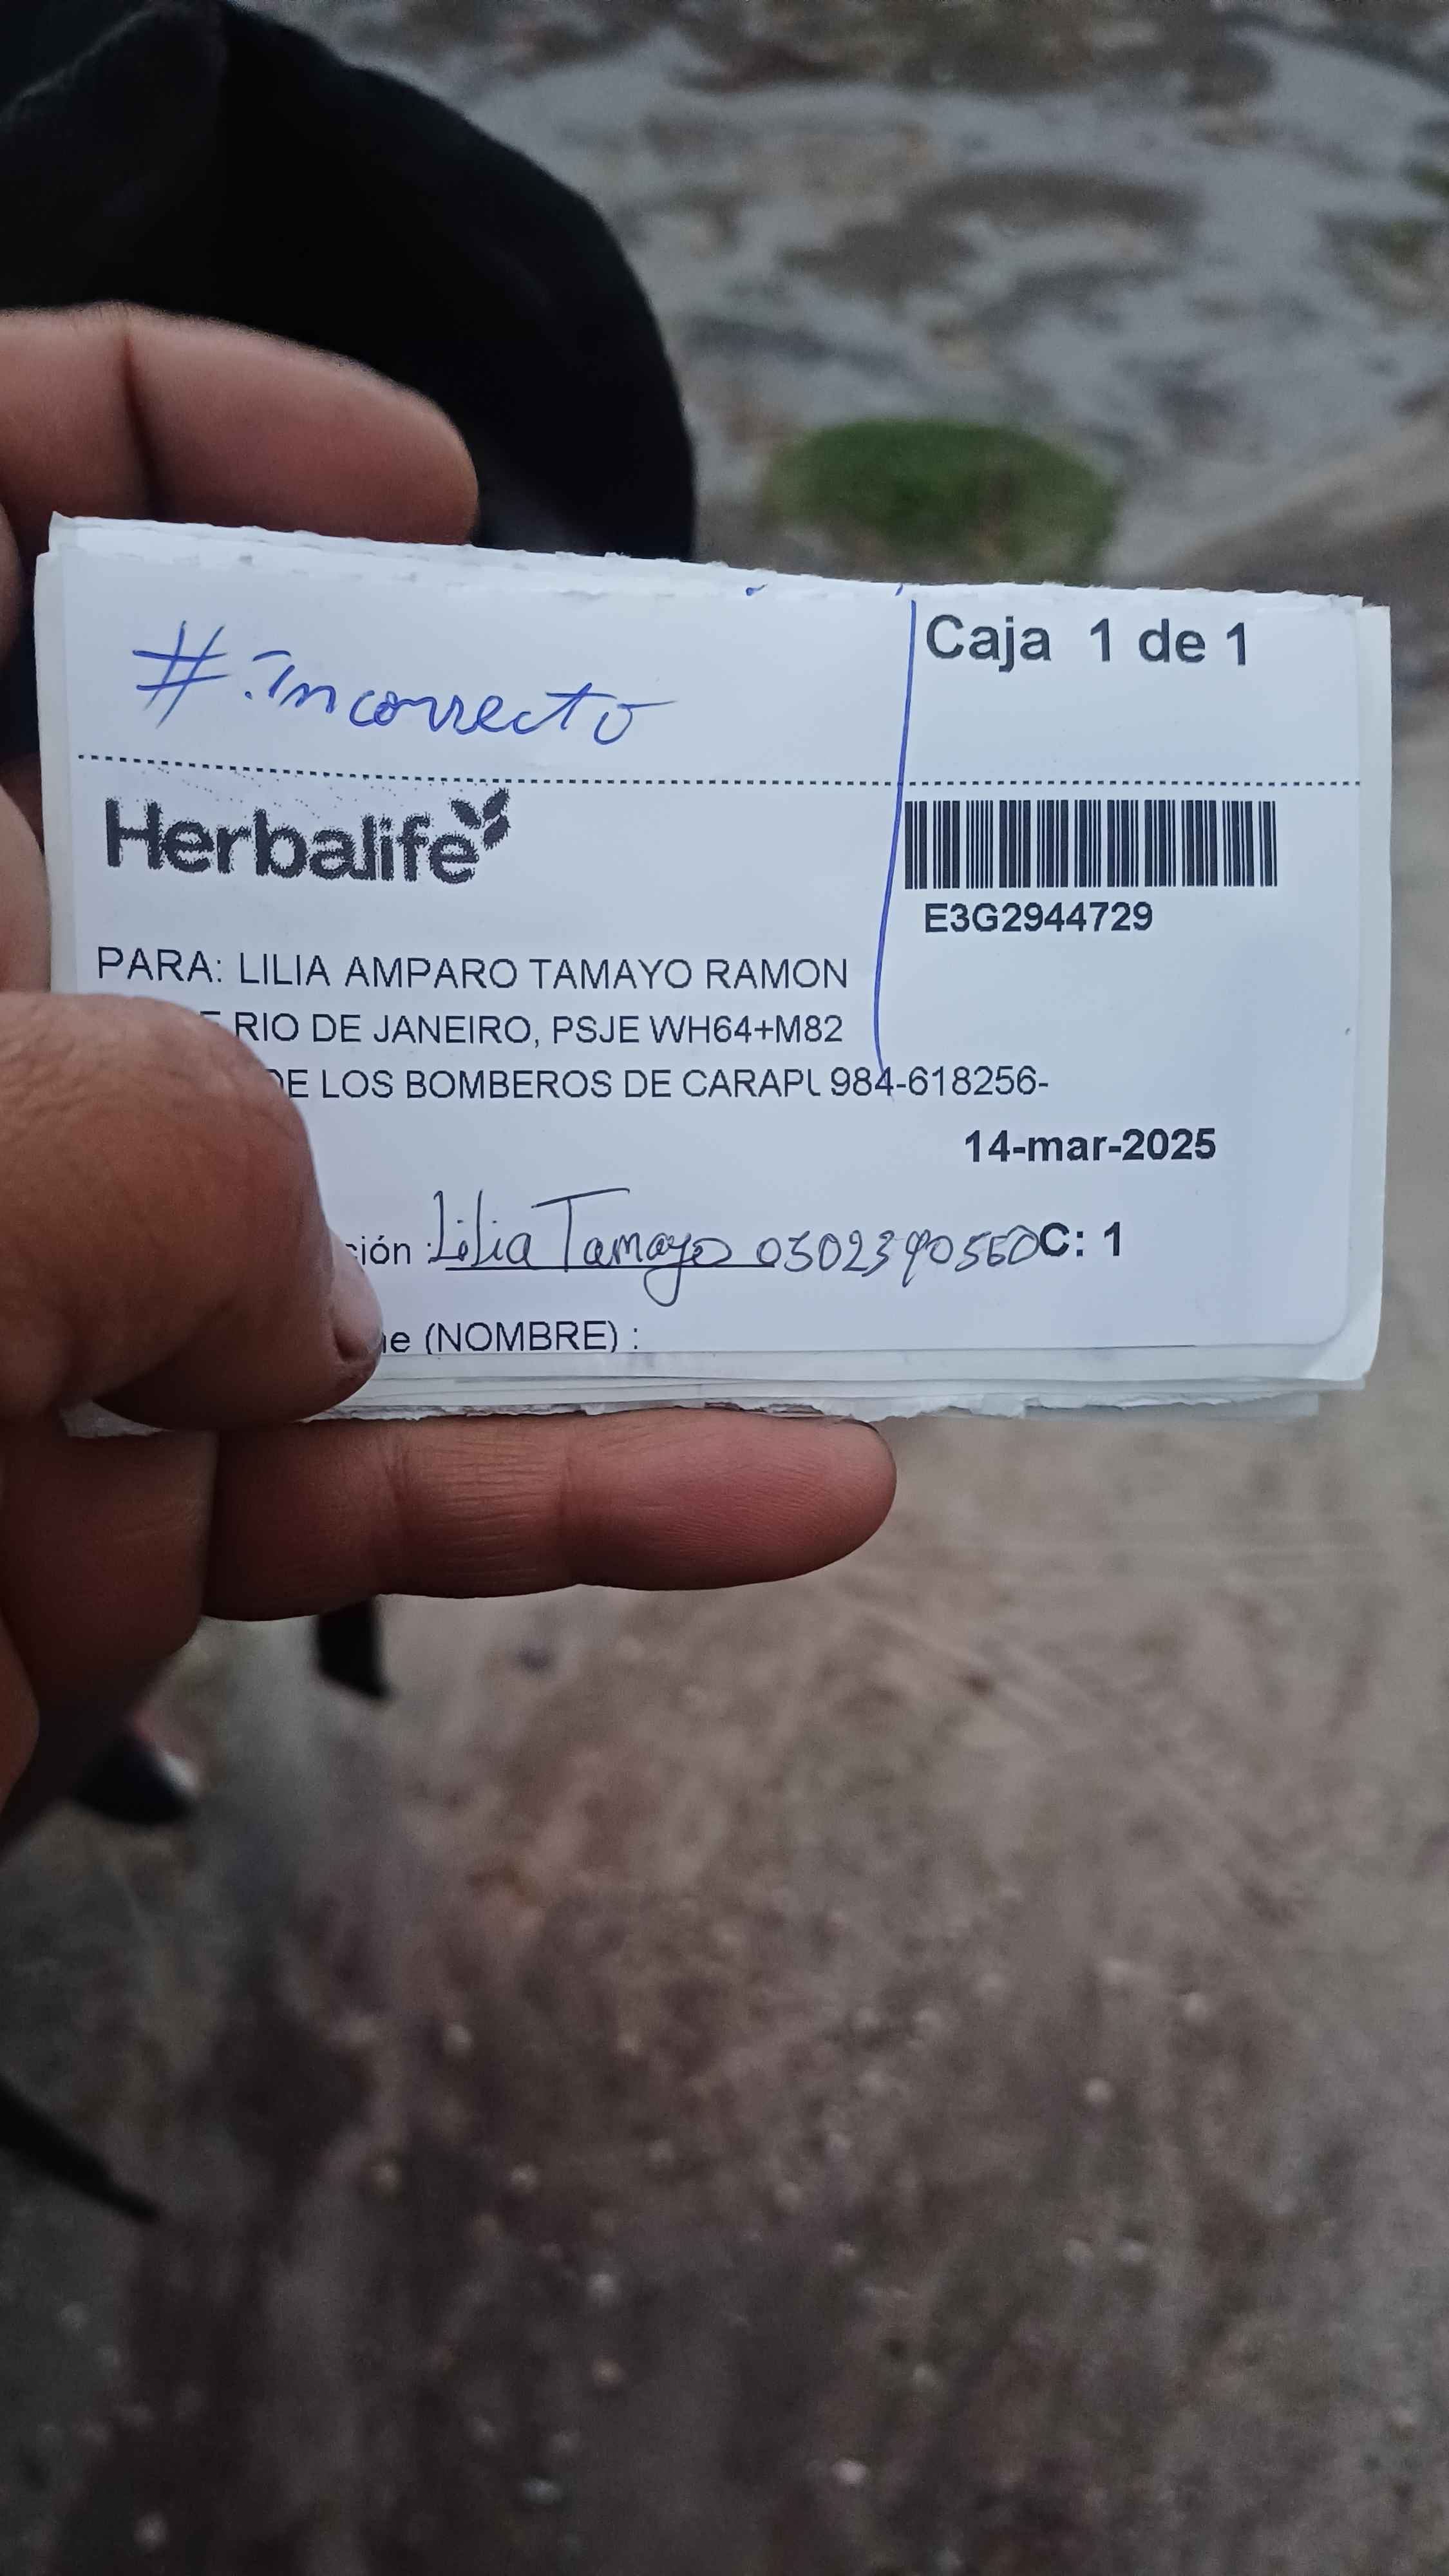 #. Incorrecto
Caja 1 de 1
Herbalife
E3G2944729
PARA: LILIA AMPARO TAMAYO RAMON
RIO DE JANEIRO, PSJE WH64+M82
DE LOS BOMBEROS DE CARAPU 984-618256-
14-mar-2025
ción : Lilia Tamayo 0302390550 C: 1
(NOMBRE) :